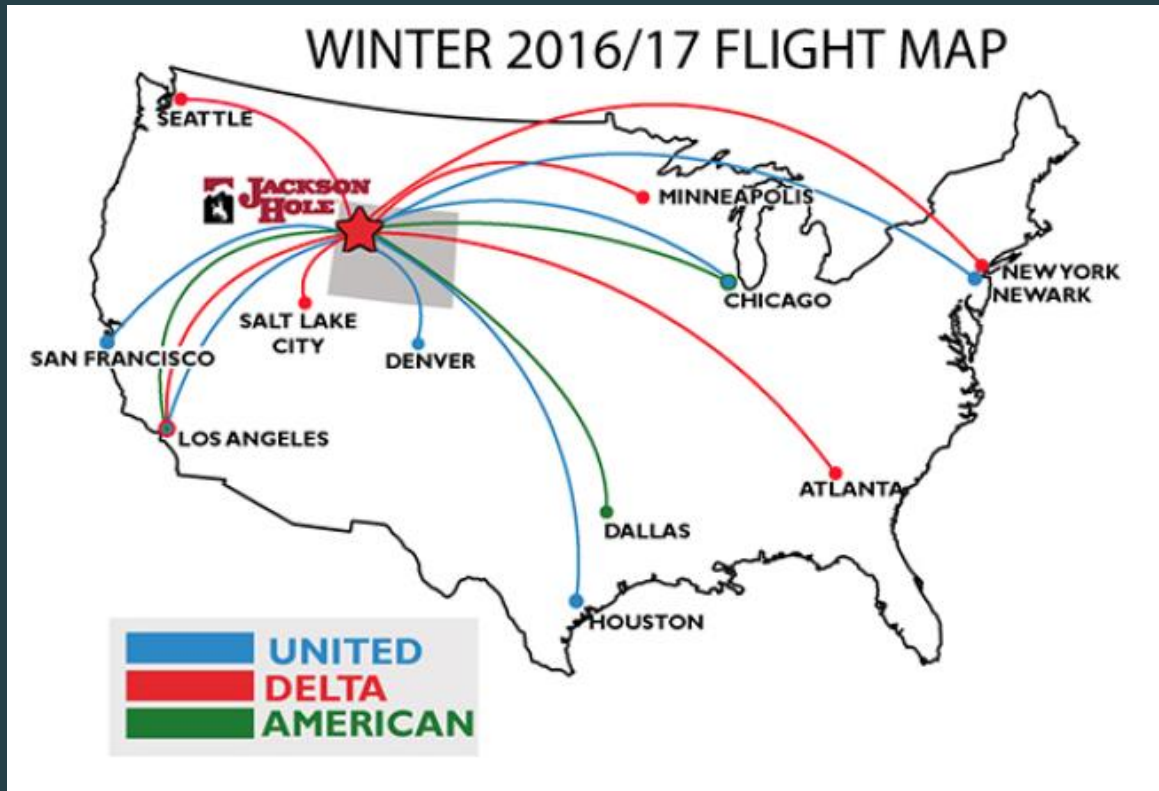 WINTER 2016/17 FLIGHT MAP
SEATTLE
JACKSON
HOLE
MINNEAPOLIS
NEW YORK
NEWARK
CHICAGO
SALT LAKE
CITY
DENVER
SAN FRANCISCO
LOS ANGELES
ATLANTA
DALLAS
HOUSTON
UNITED
DELTA
AMERICAN